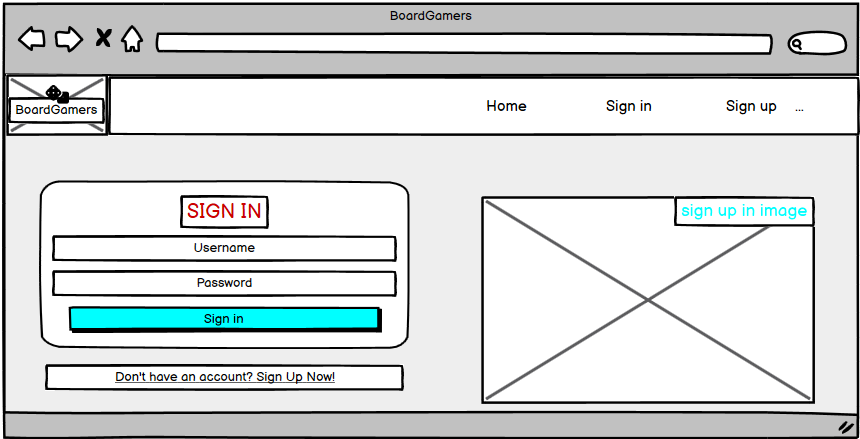 BoardGamers
BoardGamers
Home Sign in Sign up ...
SIGN IN
sign up in image
Username
Password
Sign in
Don't have an account? Sign Up Now!